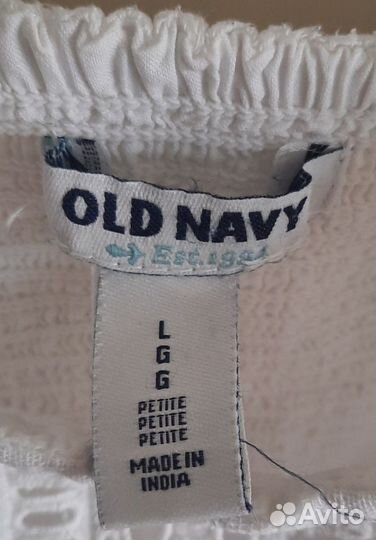 OLD NAVY
Est. 1994
L
G
G
PETITE
PETITE
PETITE
MADE IN
INDIA
Avito